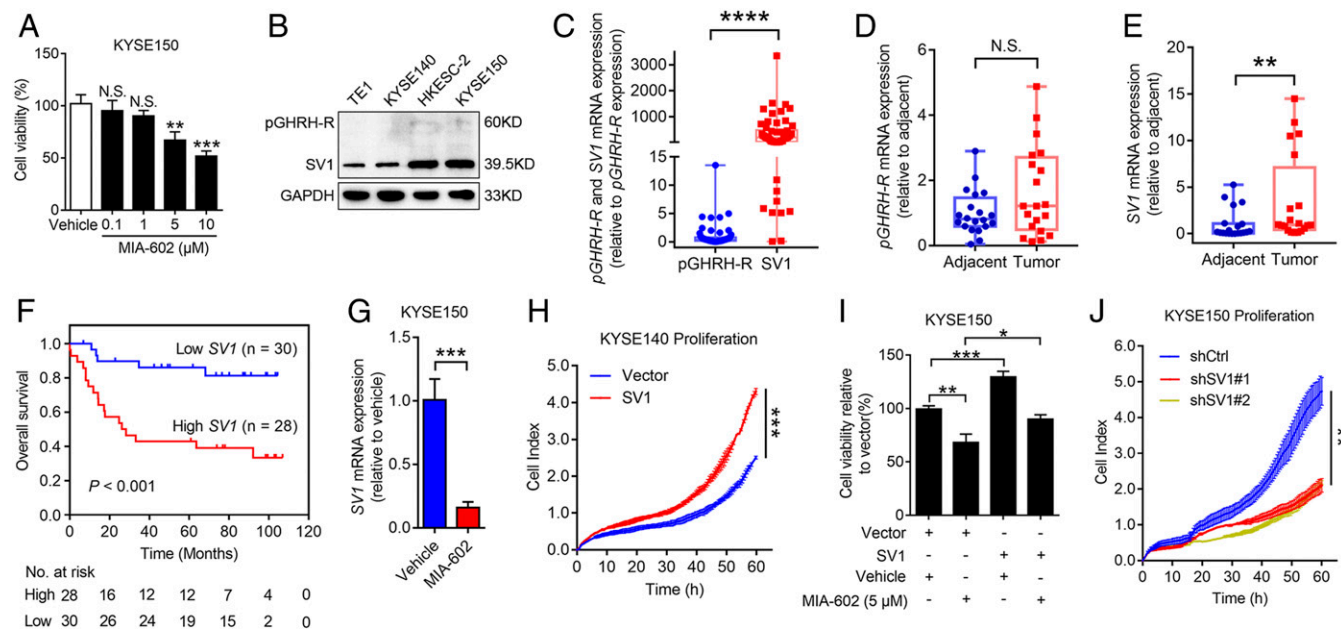 A
KYSE150
Cell viability (%)
150
100
50
0
N.S.
N.S.
**
***
Vehicle 0.1 1 5 10
MIA-602 (µM)
B
TE1
KYSE140
HKESC-2
KYSE150
pGHRH-R 60KD
SV1 39.5KD
GAPDH 33KD
C
pGHRH-R and SV1 mRNA expression
(relative to pGHRH-R expression)
****
3000
2000
1000
15
10
5
0
pGHRH-R SV1
D
pGHRH-R mRNA expression
(relative to adjacent)
N.S.
6
4
2
0
Adjacent Tumor
E
SV1 mRNA expression
(relative to adjacent)
**
20
15
10
5
0
Adjacent Tumor
F
Overall survival
1.0
0.8
0.6
0.4
0.2
0.0
Low SV1 (n = 30)
High SV1 (n = 28)
P < 0.001
0 20 40 60 80 100 120
Time (Months)
No. at risk
High 28 16 12 12 7 4 0
Low 30 26 24 19 15 2 0
G
KYSE150
SV1 mRNA expression
(relative to vehicle)
1.5
1.0
0.5
0.0
***
Vehicle
MIA-602
H
KYSE140 Proliferation
Cell Index
5.0
4.0
3.0
2.0
1.0
0.0
Vector
SV1
***
0 10 20 30 40 50 60
Time (h)
I
KYSE150
Cell viability relative
to vector(%)
150
100
50
0
*
***
**
Vector + + - -
SV1 - - + +
Vehicle + - + -
MIA-602 (5 µM) - + - +
J
KYSE150 Proliferation
Cell Index
6.0
5.0
4.0
3.0
2.0
1.0
0.0
shCtrl
shSV1#1
shSV1#2
**
0 10 20 30 40 50 60
Time (h)